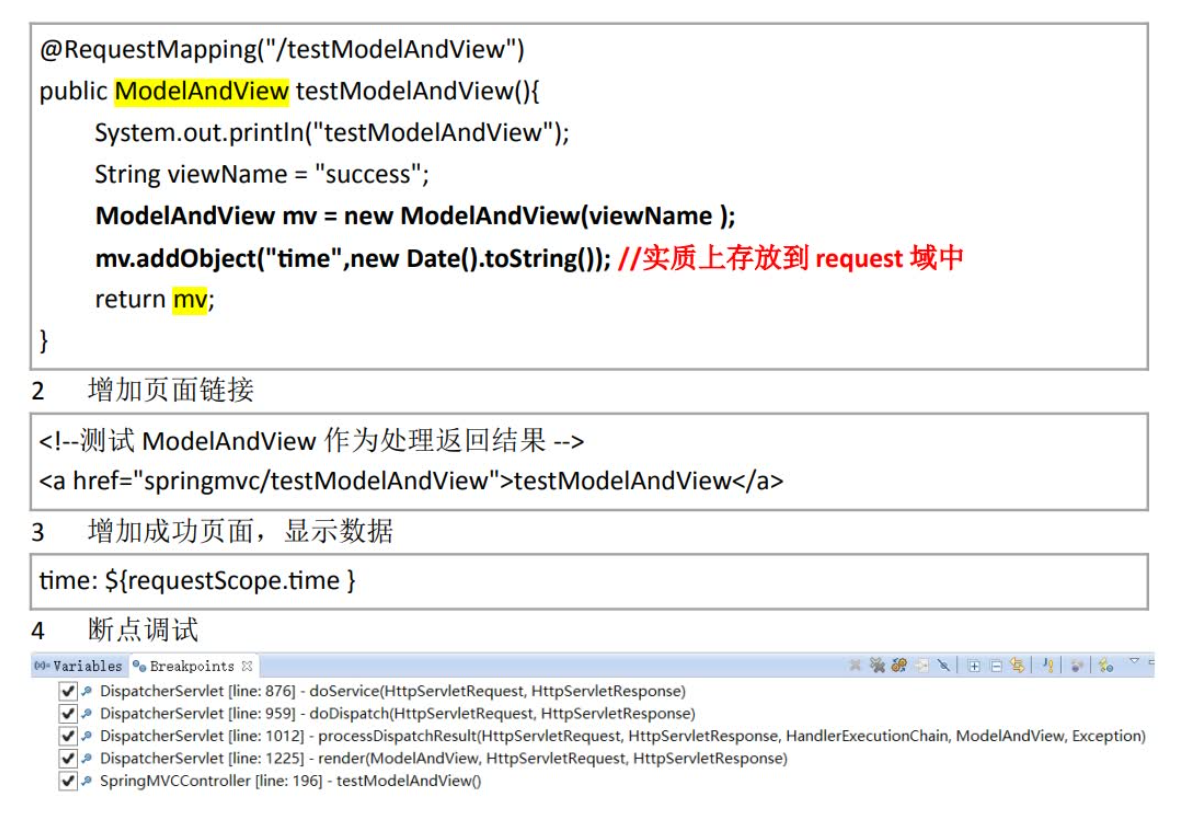 @RequestMapping("/testModelAndView")
public ModelAndView testModelAndView(){
System.out.println("testModelAndView");
String viewName = "success";
ModelAndView mv = new ModelAndView(viewName );
mv.addObject("time",new Date().toString()); //实质上存放到 request 域中
return mv;
}
2 增加页面链接
<!--测试 ModelAndView 作为处理返回结果 -->
<a href="springmvc/testModelAndView">testModelAndView</a>
3 增加成功页面，显示数据
time: ${requestScope.time }
4 断点调试
Variables Breakpoints
DispatcherServlet [line: 876] - doService(HttpServletRequest, HttpServletResponse)
DispatcherServlet [line: 959] - doDispatch(HttpServletRequest, HttpServletResponse)
DispatcherServlet [line: 1012] - processDispatchResult(HttpServletRequest, HttpServletResponse, HandlerExecutionChain, ModelAndView, Exception)
DispatcherServlet [line: 1225] - render(ModelAndView, HttpServletRequest, HttpServletResponse)
SpringMVCController [line: 196] - testModelAndView()